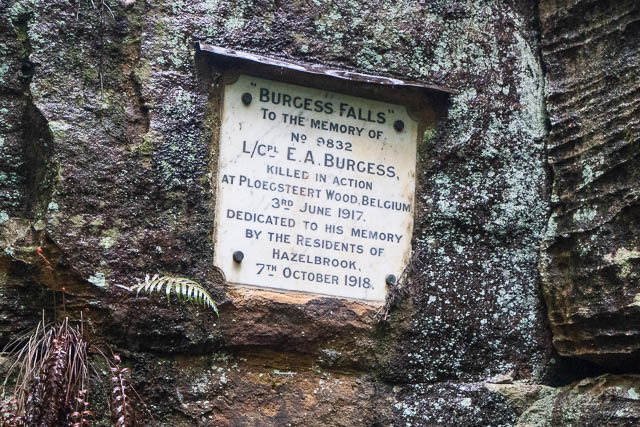 "Burgess Falls"
To the memory of
No 9832
L/Cpl E.A. Burgess,
killed in action
at Ploegsteert Wood, Belgium
3rd June 1917.
Dedicated to his memory
by the residents of
Hazelbrook,
7th October 1918.